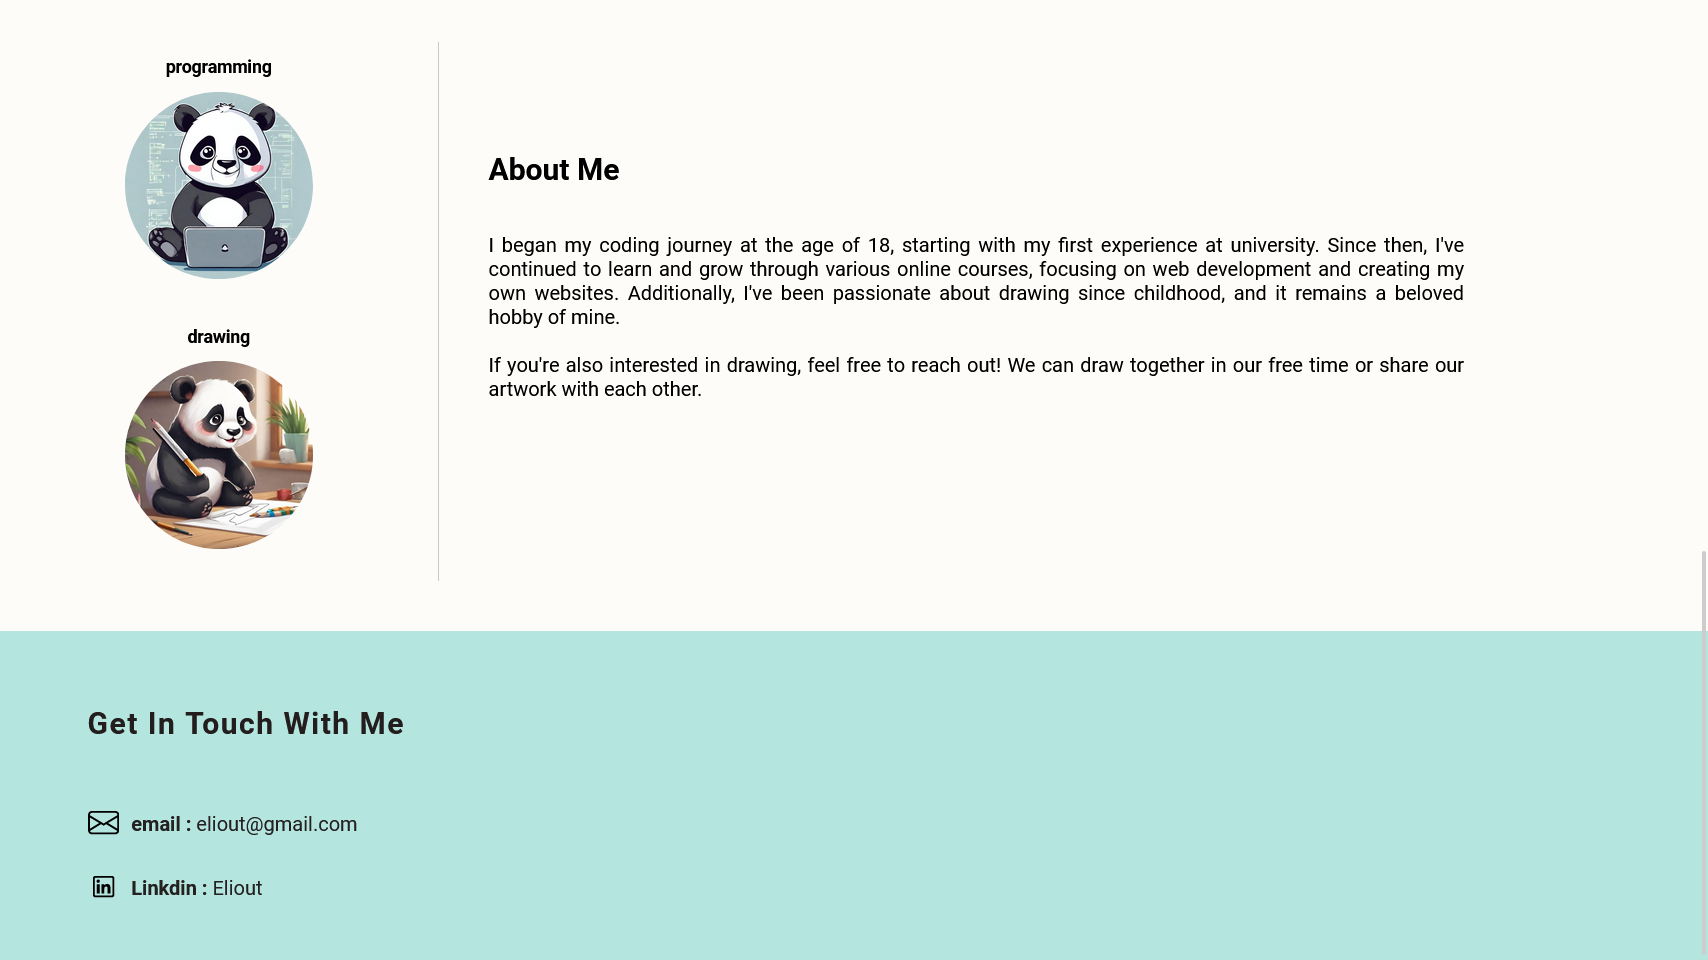 programming
drawing
About Me
I began my coding journey at the age of 18, starting with my first experience at university. Since then, I've
continued to learn and grow through various online courses, focusing on web development and creating my
own websites. Additionally, I've been passionate about drawing since childhood, and it remains a beloved
hobby of mine.
If you're also interested in drawing, feel free to reach out! We can draw together in our free time or share our
artwork with each other.
Get In Touch With Me
email : eliout@gmail.com
in Linkdin : Eliout